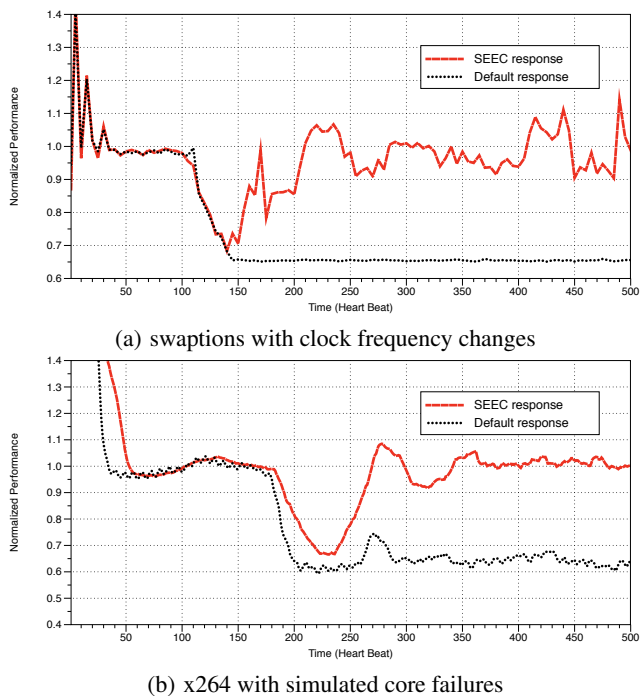 1.4
1.3
1.2
1.1
1.0
0.9
0.8
0.7
0.6
Normalized Performance
SEEC response
Default response
50 100 150 200 250 300 350 400 450 500
Time (Heart Beat)
(a) swaptions with clock frequency changes
1.4
1.3
1.2
1.1
1.0
0.9
0.8
0.7
0.6
0.5
0.4
Normalized Performance
SEEC response
Default response
50 100 150 200 250 300 350 400 450 500
Time (Heart Beat)
(b) x264 with simulated core failures